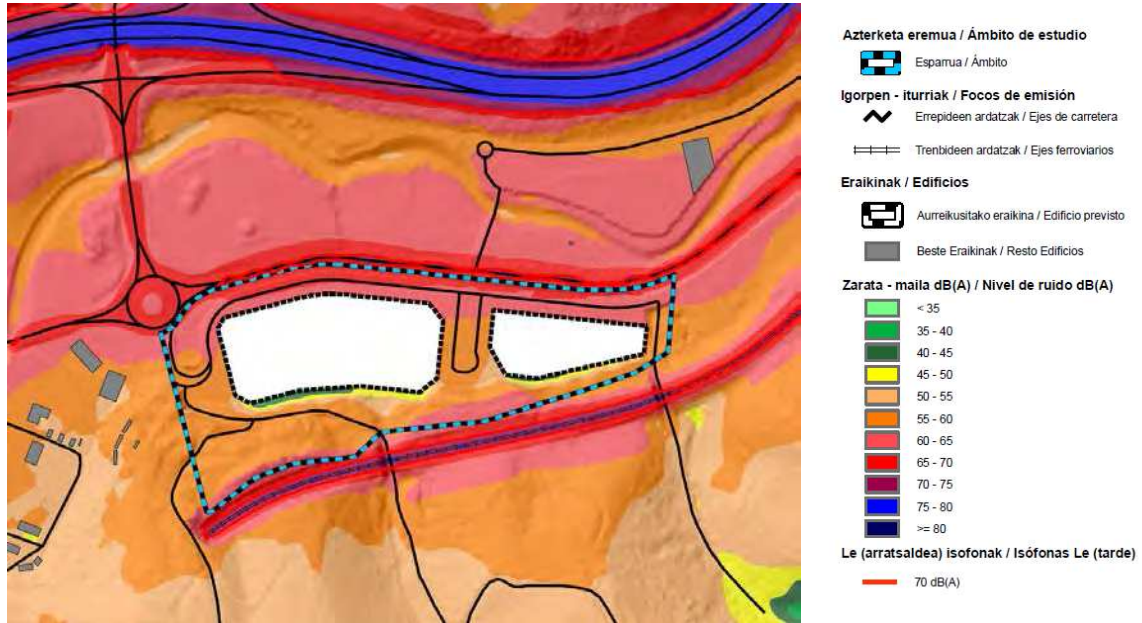 Azterketa eremua / Ámbito de estudio
Esparrua / Ámbito
Igorpen - iturriak / Focos de emisión
Errepideen ardatzak / Ejes de carretera
Trenbideen ardatzak / Ejes ferroviarios
Eraikinak / Edificios
Aurreikusitako eraikina / Edificio previsto
Beste Eraikinak / Resto Edificios
Zarata - maila dB(A) / Nivel de ruido dB(A)
< 35
35 - 40
40 - 45
45 - 50
50 - 55
55 - 60
60 - 65
65 - 70
70 - 75
75 - 80
>= 80
Le (arratsaldea) isofonak / Isófonas Le (tarde)
70 dB(A)